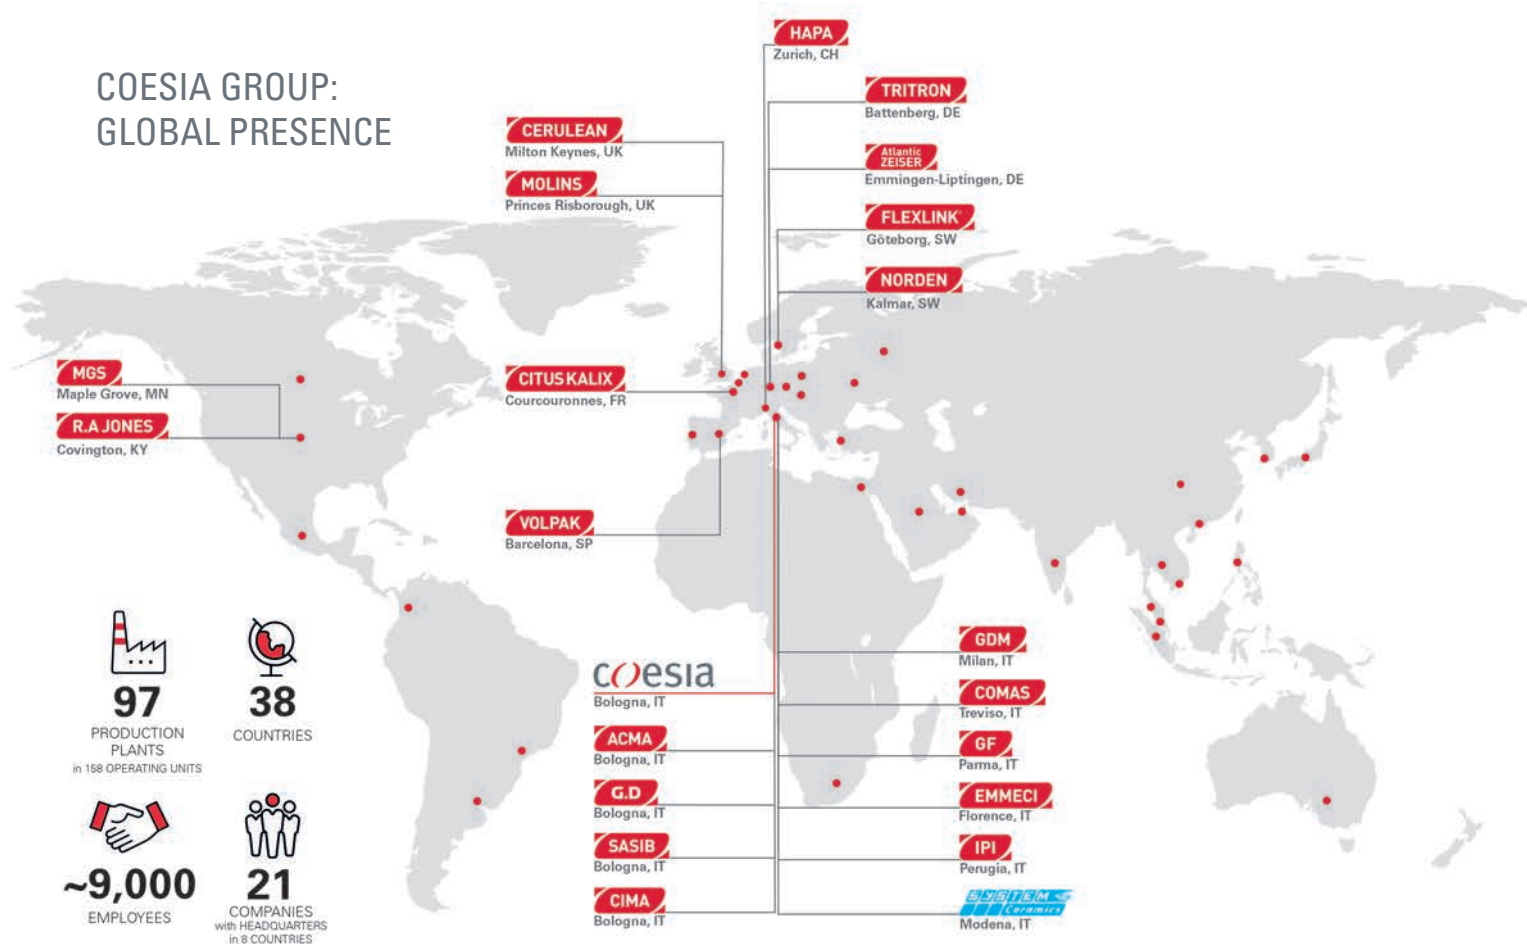 COESIA GROUP:
GLOBAL PRESENCE
HAPA
Zurich, CH
TRITRON
Battenberg, DE
Atlantic
ZEISER
Emmingen-Liptingen, DE
FLEXLINK
Göteborg, SW
NORDEN
Kalmar, SW
CERULEAN
Milton Keynes, UK
MOLINS
Princes Risborough, UK
MGS
Maple Grove, MN
R.A JONES
Covington, KY
CITUS KALIX
Courcouronnes, FR
VOLPAK
Barcelona, SP
coesia
Bologna, IT
ACMA
Bologna, IT
G.D
Bologna, IT
SASIB
Bologna, IT
CIMA
Bologna, IT
GDM
Milan, IT
COMAS
Treviso, IT
GF
Parma, IT
EMMECI
Florence, IT
IPI
Perugia, IT
SYSTEM
Ceramics
Modena, IT
97
PRODUCTION
PLANTS
in 158 OPERATING UNITS
38
COUNTRIES
~9,000
EMPLOYEES
21
COMPANIES
with HEADQUARTERS
in 8 COUNTRIES